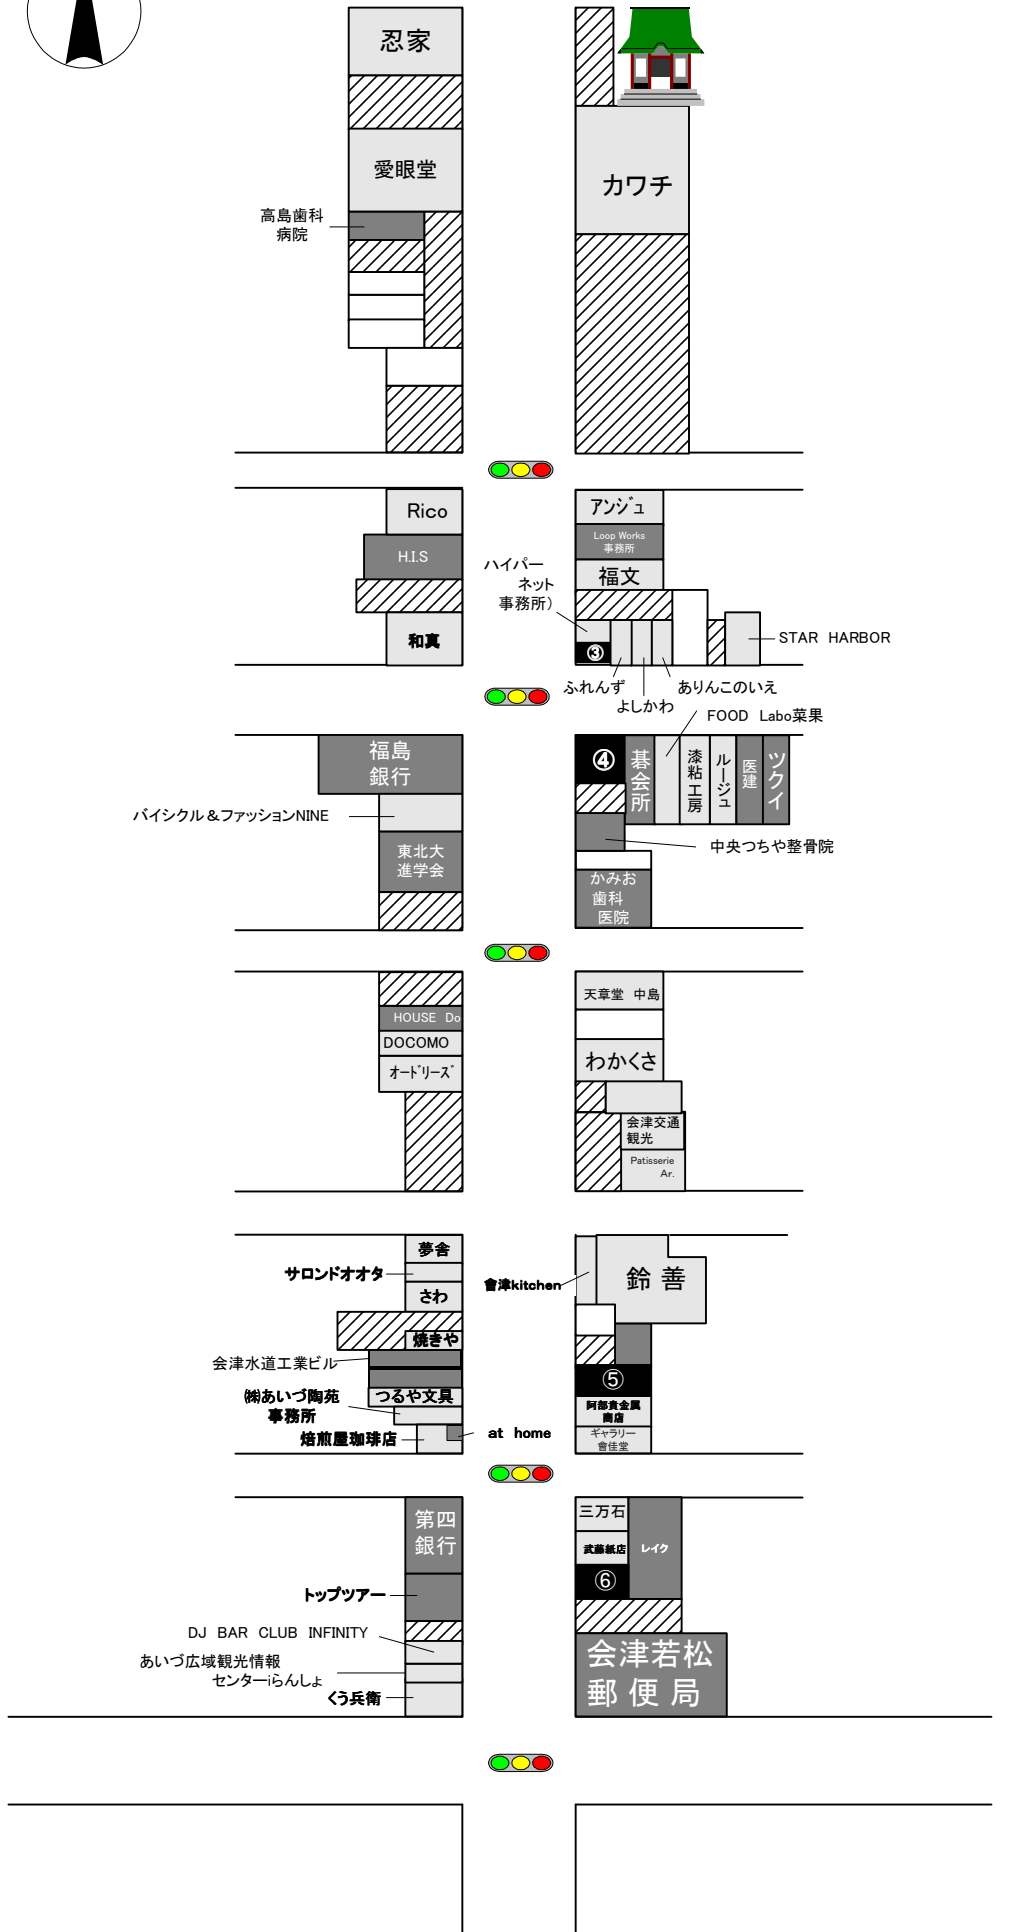 忍家
愛眼堂
高島歯科
病院
カワチ
Rico
H.I.S
和真
アンジュ
Loop Works
事務所
福文
ハイパー
ネット
事務所）
③
STAR HARBOR
ふれんず
よしかわ
ありんこのいえ
FOOD Labo菜果
福島
銀行
バイシクル＆ファッションNINE
東北大
進学会
④
碁会所
漆粘工房
ルージュ
医建
ツクイ
中央つちや整骨院
かみお
歯科
医院
HOUSE Do
DOCOMO
オードリーズ
天章堂 中島
わかくさ
会津交通
観光
Patisserie
Ar.
夢舎
サロンドオオタ
さわ
焼きや
会津水道工業ビル
つるや文具
㈱あいづ陶苑
事務所
焙煎屋珈琲店
at home
會津kitchen
鈴善
⑤
阿部貴金属
商店
ギャラリー
會佳堂
第四
銀行
トップツアー
DJ BAR CLUB INFINITY
あいづ広域観光情報
センターiらんしょ
くう兵衛
三万石
武藤紙店
レイク
⑥
会津若松
郵便局